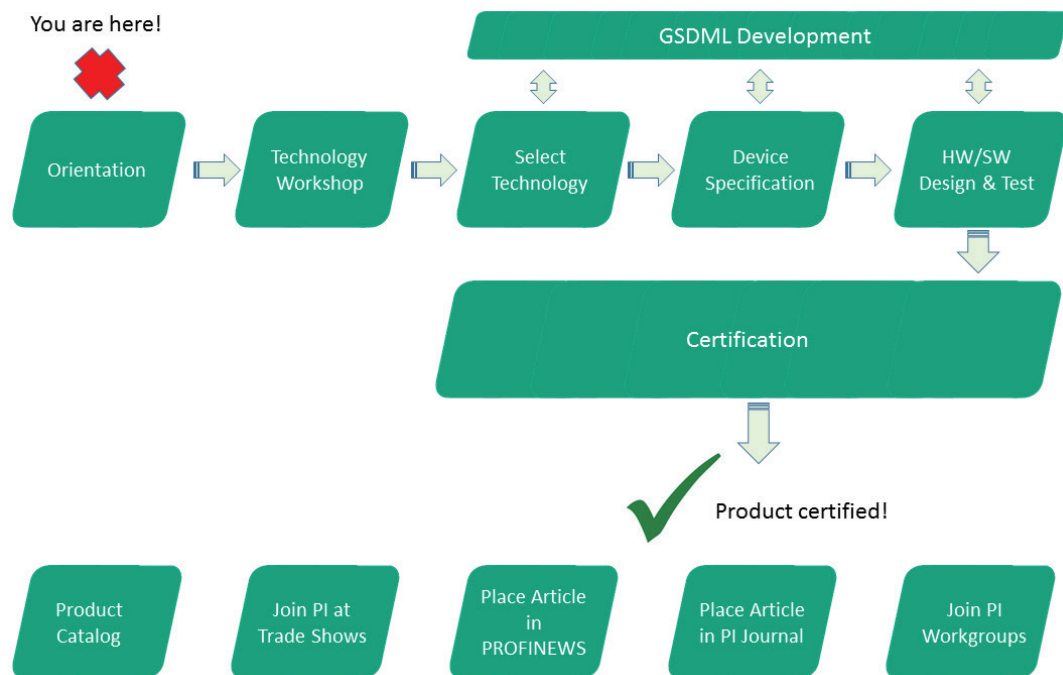 You are here!
GSDML Development
Orientation
Technology
Workshop
Select
Technology
Device
Specification
HW/SW
Design & Test
Certification
Product certified!
Product
Catalog
Join PI at
Trade Shows
Place Article
in
PROFINEWS
Place Article
in PI Journal
Join PI
Workgroups